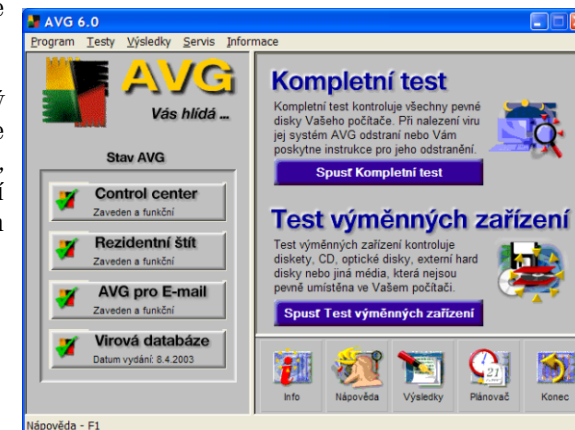 AVG 6.0
Program Testy Výsledky Servis Informace
AVG
Vás hlídá ...
Stav AVG
Control center
Zaveden a funkční
Rezidentní štít
Zaveden a funkční
AVG pro E-mail
Zaveden a funkční
Virová databáze
Datum vydání: 8.4.2003
Kompletní test
Kompletní test kontroluje všechny pevné
disky Vašeho počítače. Při nalezení viru
jej systém AVG odstraní nebo Vám
poskytne instrukce pro jeho odstranění.
Spusť Kompletní test
Test výměnných zařízení
Test výměnných zařízení kontroluje
diskety, CD, optické disky, externí hard
disky nebo jiná média, která nejsou
pevně umístěna ve Vašem počítači.
Spusť Test výměnných zařízení
21
Info Nápověda Výsledky Plánovač Konec
Nápověda - F1